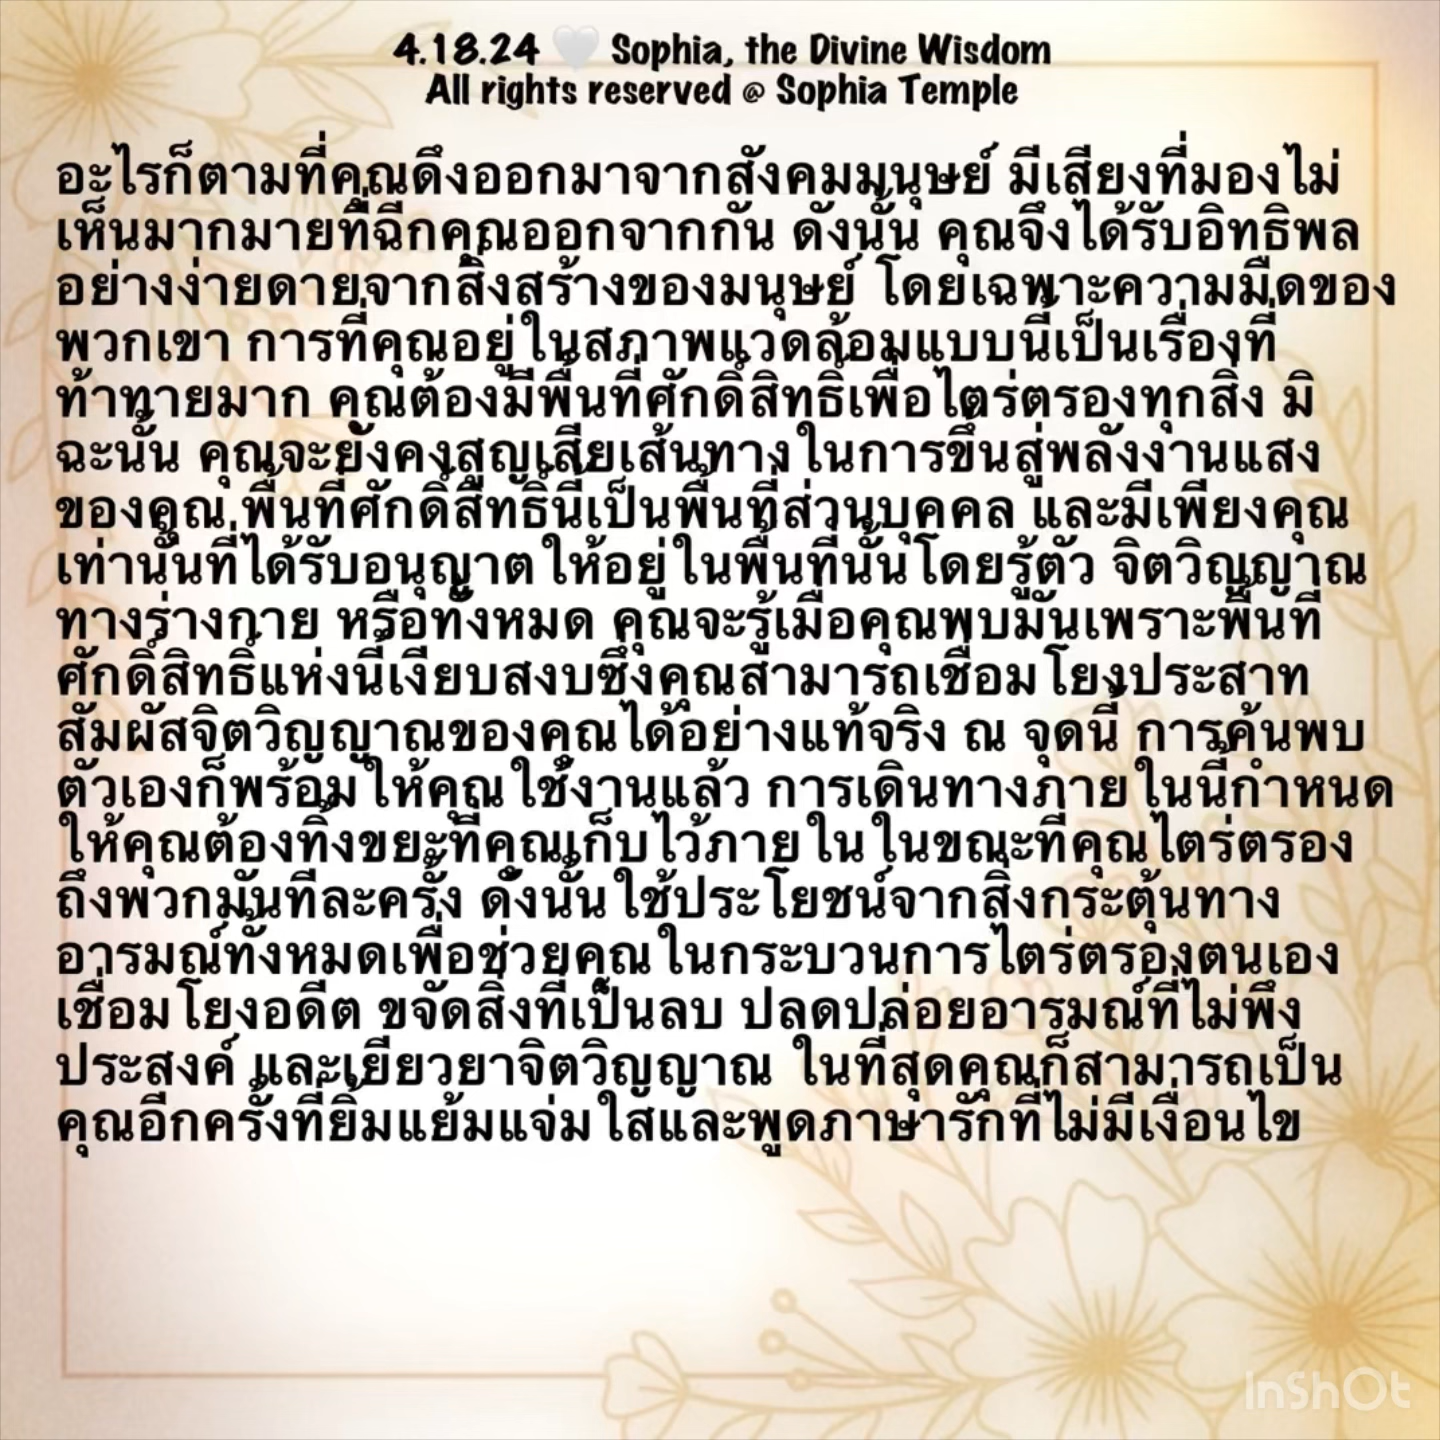 4.18.24 🤍 Sophia, the Divine Wisdom
All rights reserved @ Sophia Temple
อะไรก็ตามที่คุณดึงออกมาจากสังคมมนุษย์ มีเสียงที่มองไม่
เห็นมากมายที่ฉีกคุณออกจากกัน ดังนั้น คุณจึงได้รับอิทธิพล
อย่างง่ายดายจากสิ่งสร้างของมนุษย์ โดยเฉพาะความมืดของ
พวกเขา การที่คุณอยู่ในสภาพแวดล้อมแบบนี้เป็นเรื่องที่
ท้าทายมาก คุณต้องมีพื้นที่ศักดิ์สิทธิ์เพื่อไตร่ตรองทุกสิ่ง มิ
ฉะนั้น คุณจะยังคงสูญเสียเส้นทางในการขึ้นสู่พลังงานแสง
ของคุณ พื้นที่ศักดิ์สิทธิ์นี้เป็นพื้นที่ส่วนบุคคล และมีเพียงคุณ
เท่านั้นที่ได้รับอนุญาตให้อยู่ในพื้นที่นั้นโดยรู้ตัว จิตวิญญาณ
ทางร่างกาย หรือทั้งหมด คุณจะรู้เมื่อคุณพบมันเพราะพื้นที่
ศักดิ์สิทธิ์แห่งนี้เงียบสงบซึ่งคุณสามารถเชื่อมโยงประสาท
สัมผัสจิตวิญญาณของคุณได้อย่างแท้จริง ณ จุดนี้ การค้นพบ
ตัวเองก็พร้อมให้คุณใช้งานแล้ว การเดินทางภายในนี้กำหนด
ให้คุณต้องทิ้งขยะที่คุณเก็บไว้ภายในในขณะที่คุณไตร่ตรอง
ถึงพวกมันทีละครั้ง ดังนั้นใช้ประโยชน์จากสิ่งกระตุ้นทาง
อารมณ์ทั้งหมดเพื่อช่วยคุณในกระบวนการไตร่ตรองตนเอง
เชื่อมโยงอดีต ขจัดสิ่งที่เป็นลบ ปลดปล่อยอารมณ์ที่ไม่พึง
ประสงค์ และเยียวยาจิตวิญญาณ ในที่สุดคุณก็สามารถเป็น
คุณอีกครั้งที่ยิ้มแย้มแจ่มใสและพูดภาษารักที่ไม่มีเงื่อนไข
InShOt